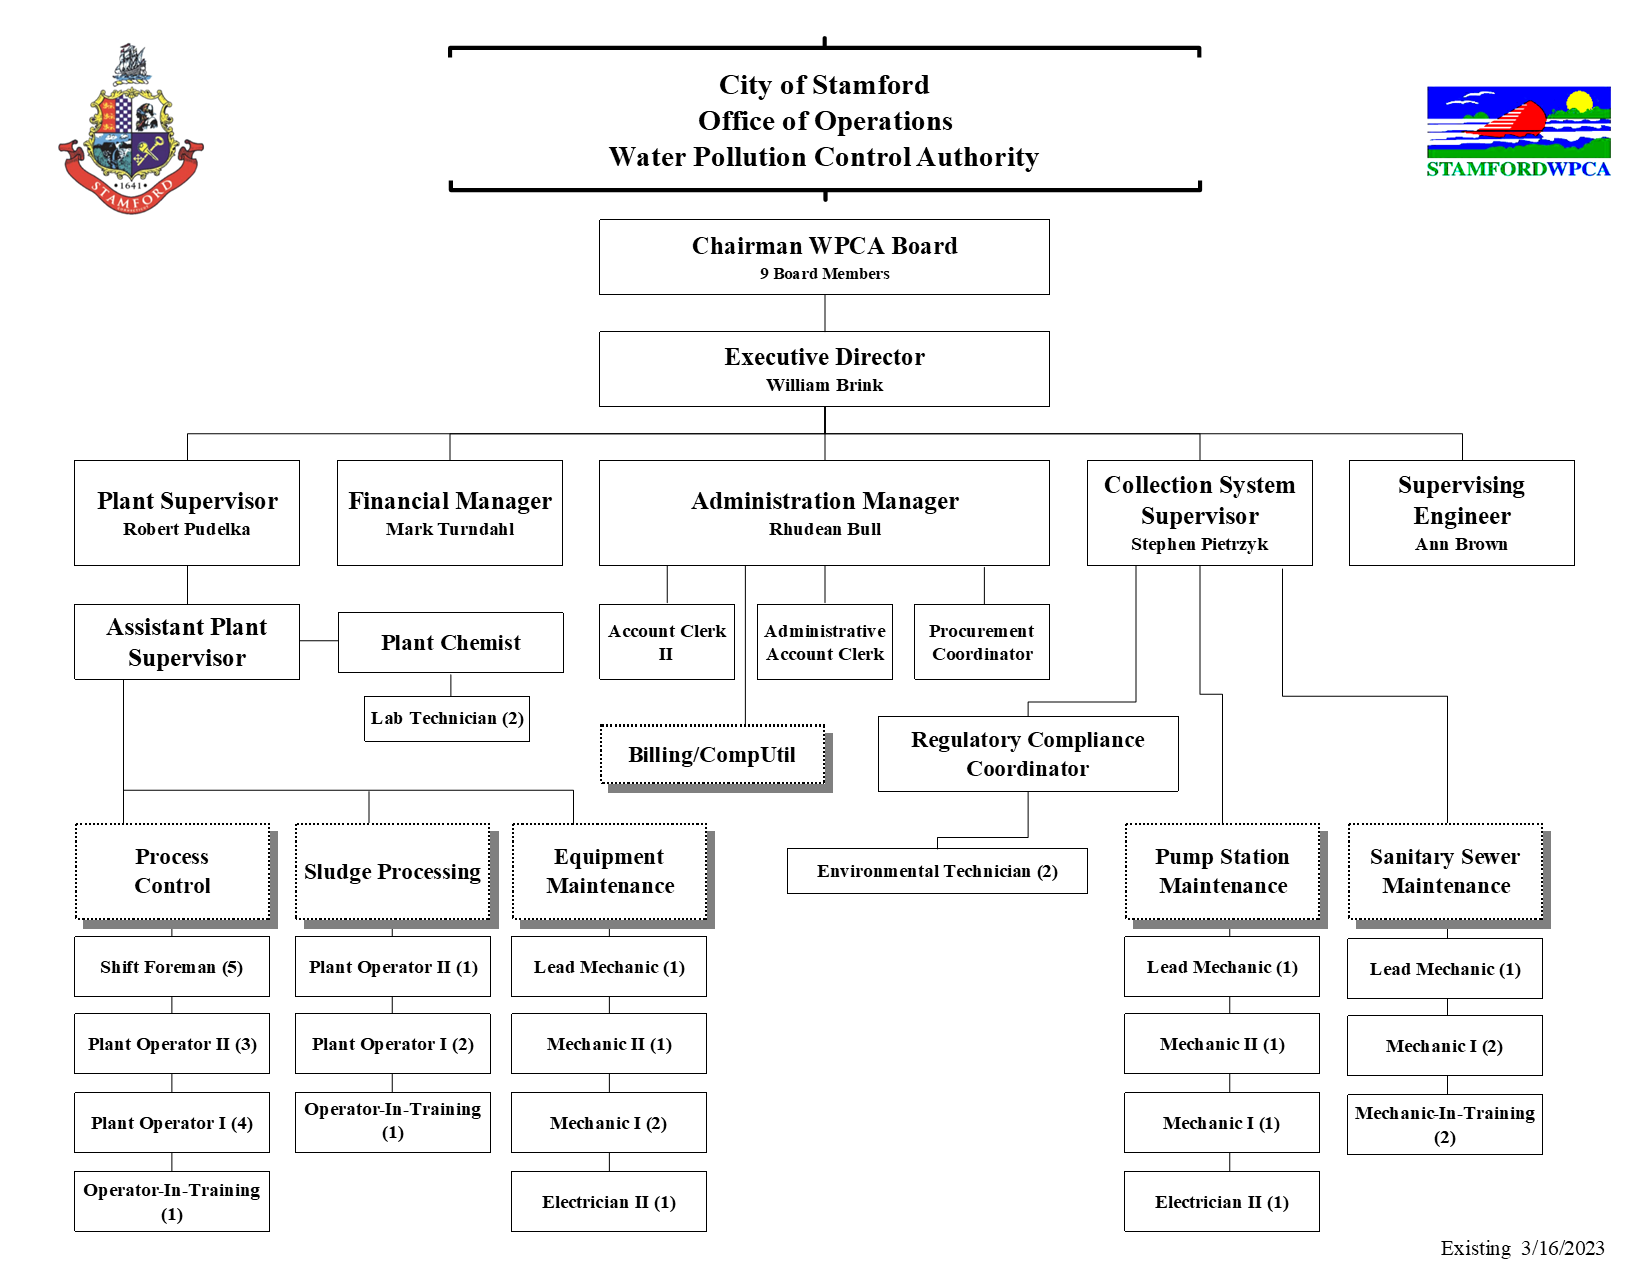 City of Stamford
Office of Operations
Water Pollution Control Authority
•1641•
STAMFORD
STAMFORDWPCA
Chairman WPCA Board
9 Board Members
Executive Director
William Brink
Plant Supervisor
Robert Pudelka
Financial Manager
Mark Turndahl
Administration Manager
Rhudean Bull
Collection System
Supervisor
Stephen Pietrzyk
Supervising
Engineer
Ann Brown
Assistant Plant
Supervisor
Plant Chemist
Lab Technician (2)
Account Clerk
II
Administrative
Account Clerk
Procurement
Coordinator
Billing/CompUtil
Regulatory Compliance
Coordinator
Environmental Technician (2)
Process
Control
Sludge Processing
Equipment
Maintenance
Pump Station
Maintenance
Sanitary Sewer
Maintenance
Shift Foreman (5)
Plant Operator II (3)
Plant Operator I (4)
Operator-In-Training
(1)
Plant Operator II (1)
Plant Operator I (2)
Operator-In-Training
(1)
Lead Mechanic (1)
Mechanic II (1)
Mechanic I (2)
Electrician II (1)
Lead Mechanic (1)
Mechanic II (1)
Mechanic I (1)
Electrician II (1)
Lead Mechanic (1)
Mechanic I (2)
Mechanic-In-Training
(2)
Existing 3/16/2023